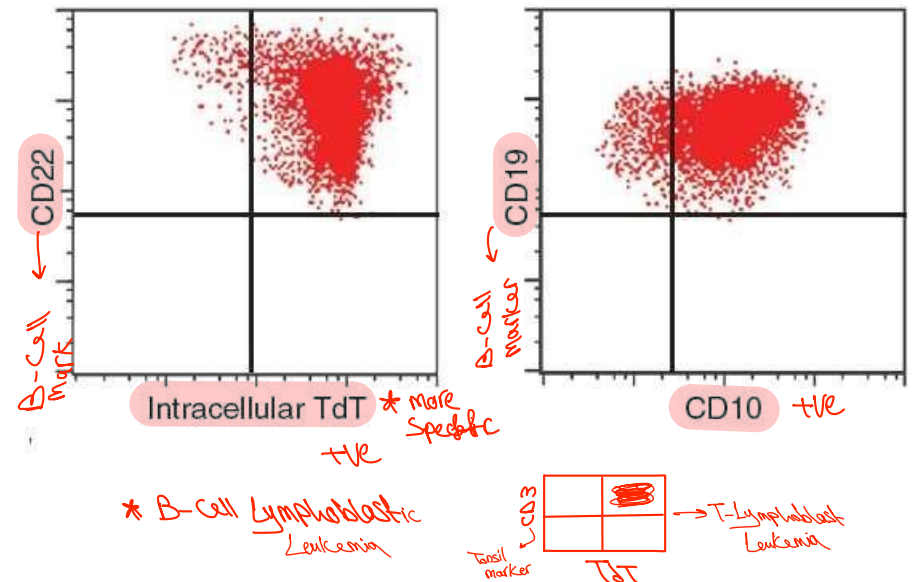 CD22
B-Cell
mark
Intracellular TdT
* more
Specific
+ve
CD19
B-Cell
marker
CD10
+ve
* B-Cell Lymphoblastic
Leukemia
CD3
marker
TdT
T-Lymphoblast
Leukemia